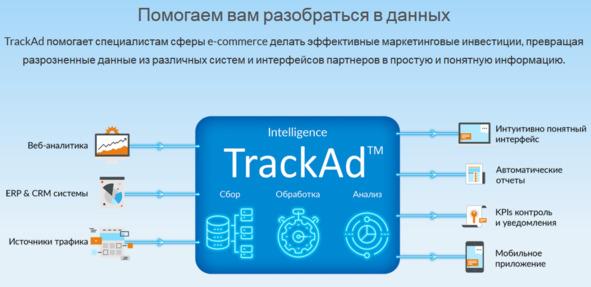 Помогаем вам разобраться в данных
TrackAd помогает специалистам сферы e-commerce делать эффективные маркетинговые инвестиции, превращая
разрозненные данные из различных систем и интерфейсов партнеров в простую и понятную информацию.
Веб-аналитика
ERP & CRM системы
Источники трафика
Intelligence
TrackAd™
Сбор
Обработка
Анализ
Интуитивно понятный
интерфейс
Автоматические
отчеты
KPIs контроль
и уведомления
Мобильное
приложение